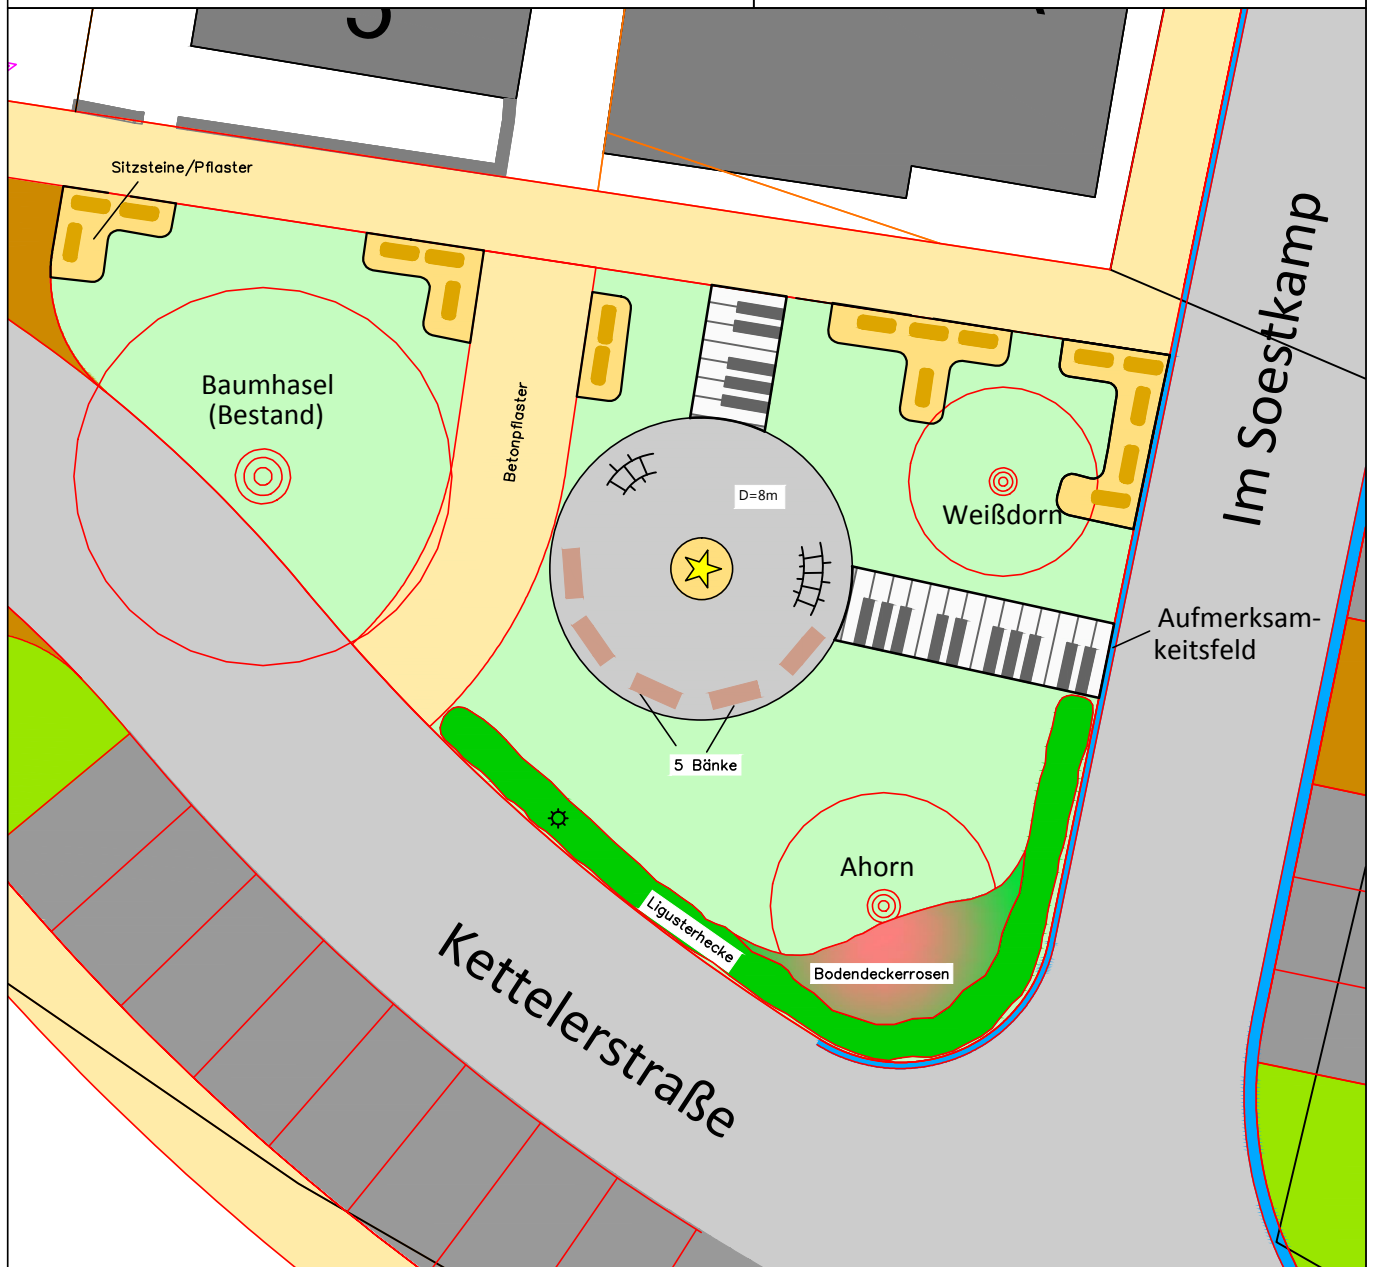 Sitzsteine/Pflaster
Im Soestkamp
Baumhasel
(Bestand)
Betonpflaster
D=8m
Weißdorn
Aufmerksam-
keitsfeld
5 Bänke
Ahorn
Ligusterhecke
Bodendeckerrosen
Kettelerstraße